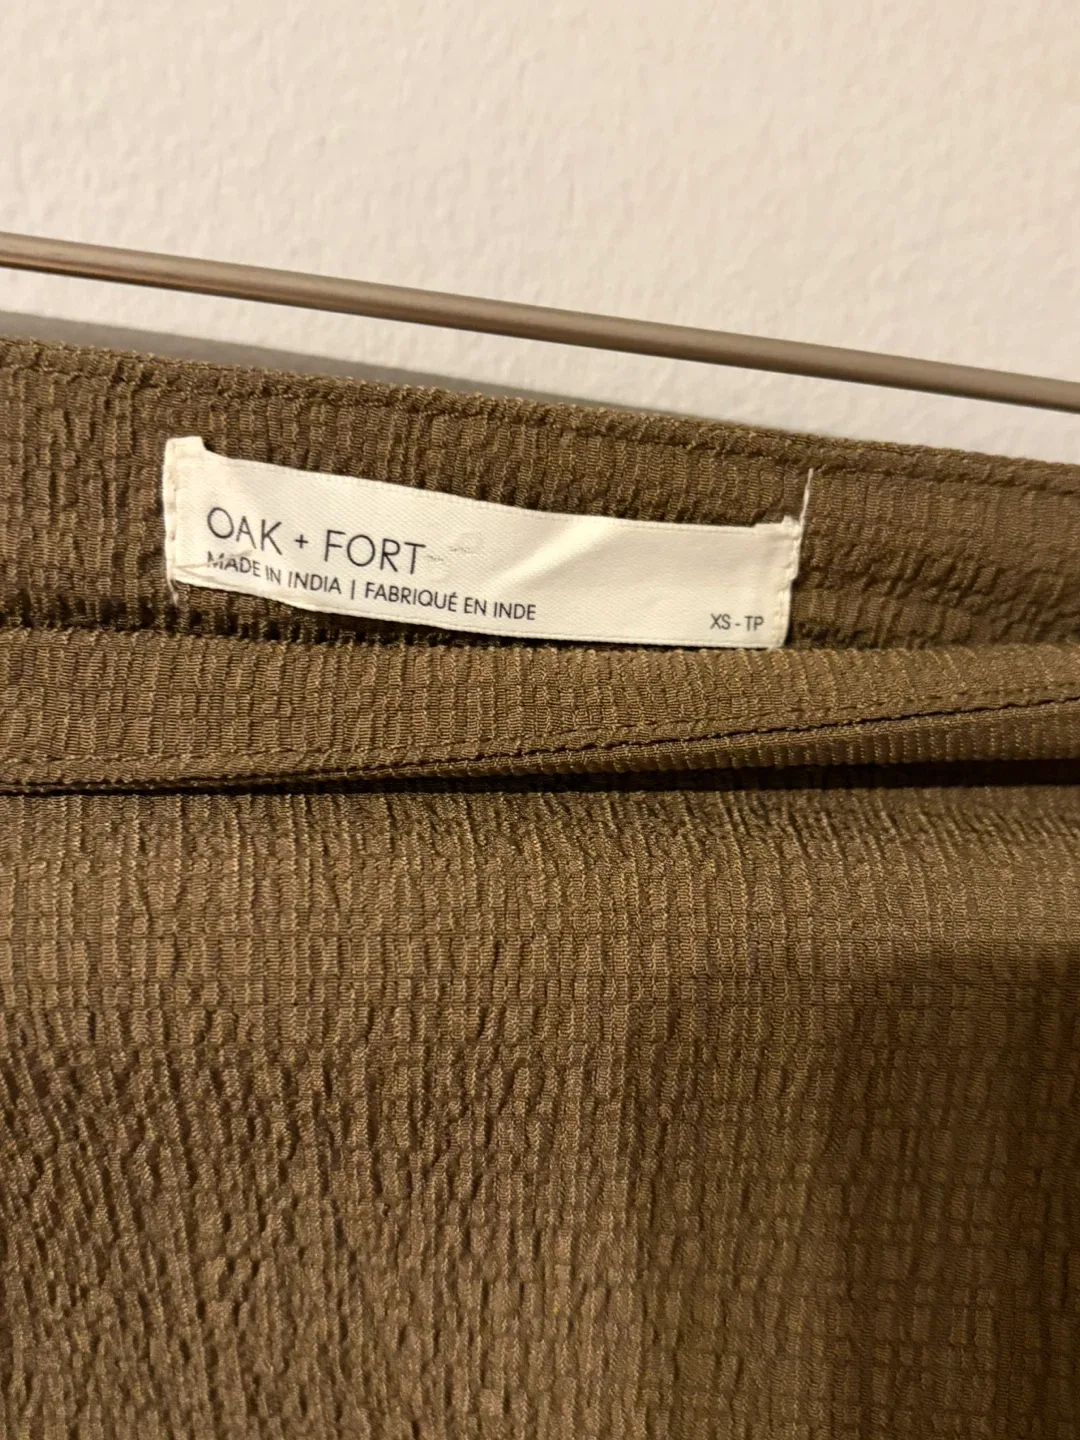 OAK + FORT
MADE IN INDIA | FABRIQUÉ EN INDE
XS - TP